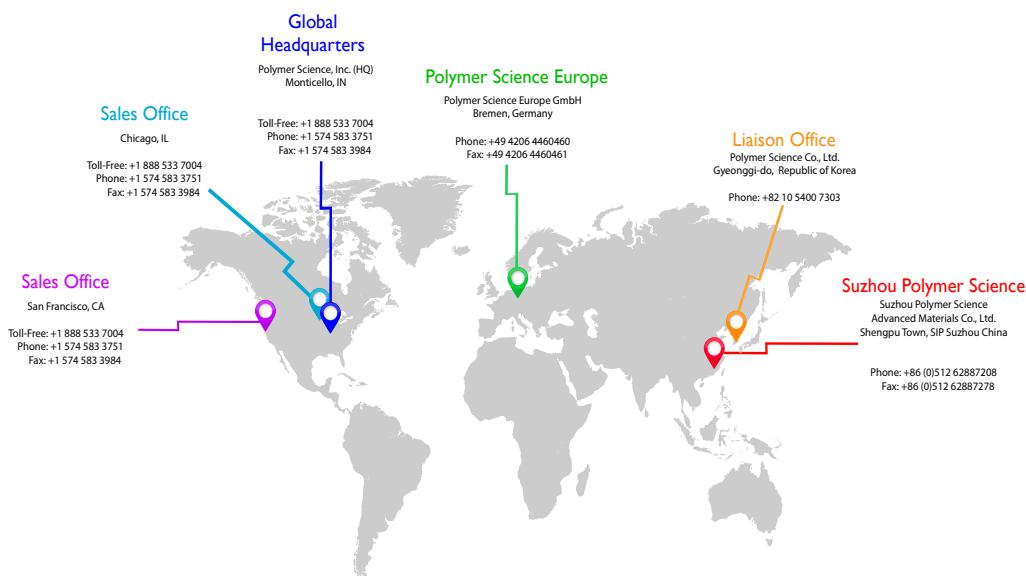 Global
Headquarters
Polymer Science, Inc. (HQ)
Monticello, IN
Toll-Free: +1 888 533 7004
Phone: +1 574 583 3751
Fax: +1 574 583 3984
Polymer Science Europe
Polymer Science Europe GmbH
Bremen, Germany
Phone: +49 4206 4460460
Fax: +49 4206 4460461
Sales Office
Chicago, IL
Toll-Free: +1 888 533 7004
Phone: +1 574 583 3751
Fax: +1 574 583 3984
Liaison Office
Polymer Science Co., Ltd.
Gyeonggi-do, Republic of Korea
Phone: +82 10 5400 7303
Sales Office
San Francisco, CA
Toll-Free: +1 888 533 7004
Phone: +1 574 583 3751
Fax: +1 574 583 3984
Suzhou Polymer Science
Suzhou Polymer Science
Advanced Materials Co., Ltd.
Shengpu Town, SIP Suzhou China
Phone: +86 (0)512 62887208
Fax: +86 (0)512 62887278